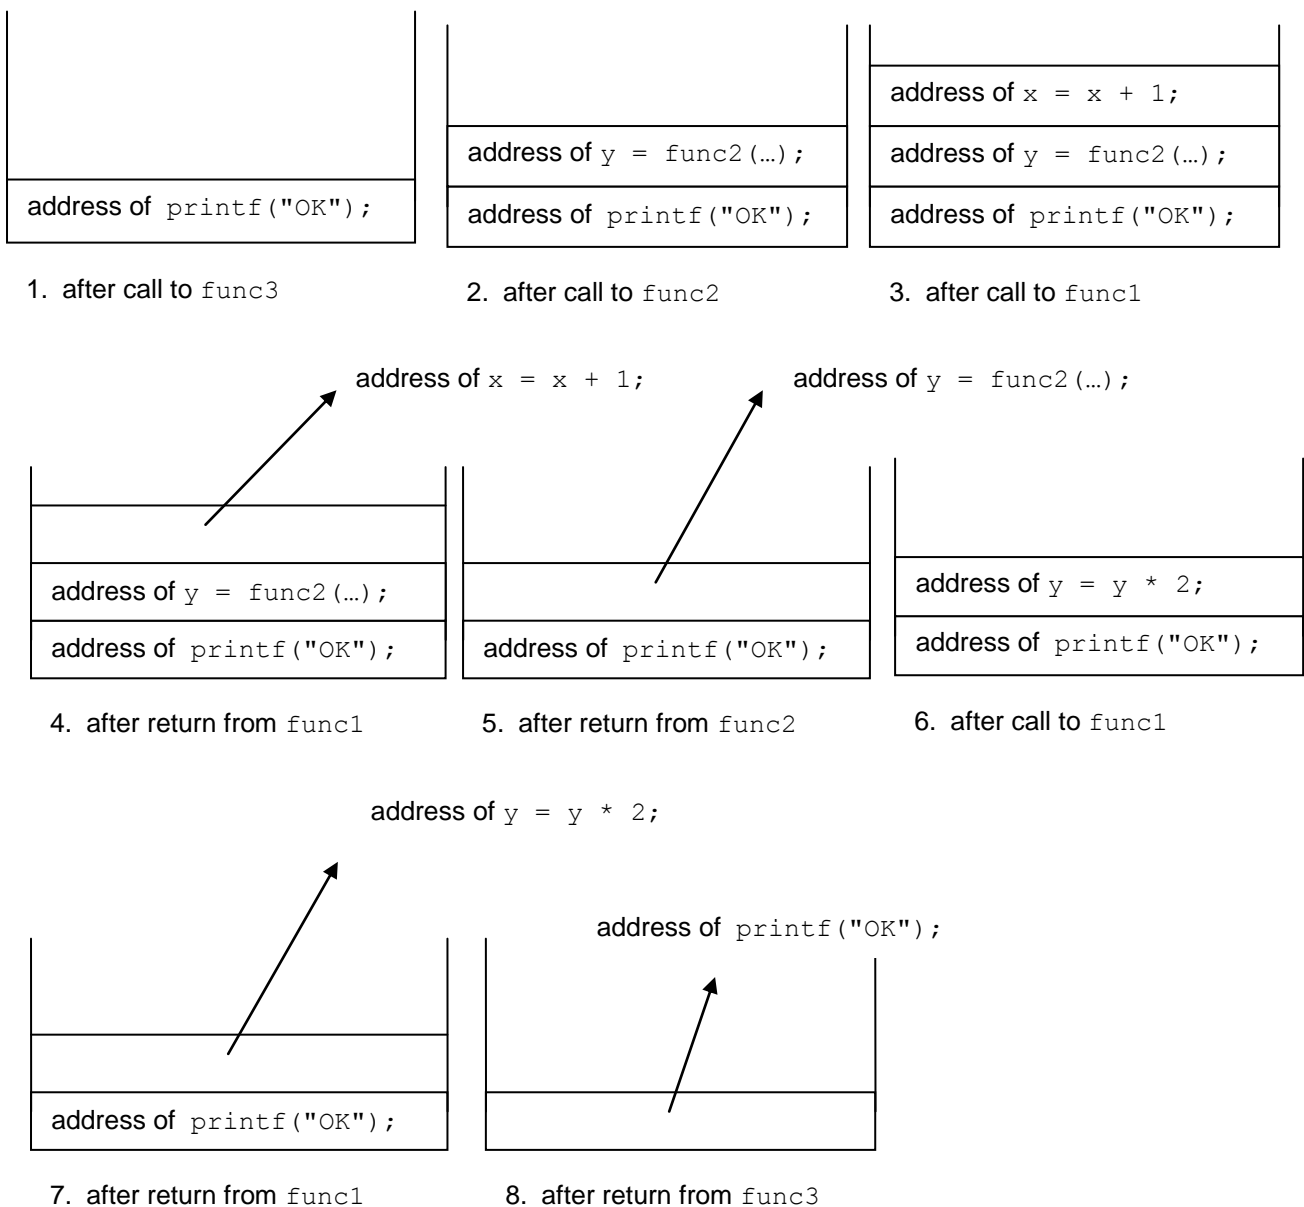 address of x = x + 1;
address of y = func2(…);
address of y = func2(…);
address of printf("OK");
address of printf("OK");
address of printf("OK");
1. after call to func3
2. after call to func2
3. after call to func1
address of x = x + 1;
address of y = func2(…);
address of y = func2(…);
address of y = y * 2;
address of printf("OK");
address of printf("OK");
address of printf("OK");
4. after return from func1
5. after return from func2
6. after call to func1
address of y = y * 2;
address of printf("OK");
address of printf("OK");
7. after return from func1
8. after return from func3